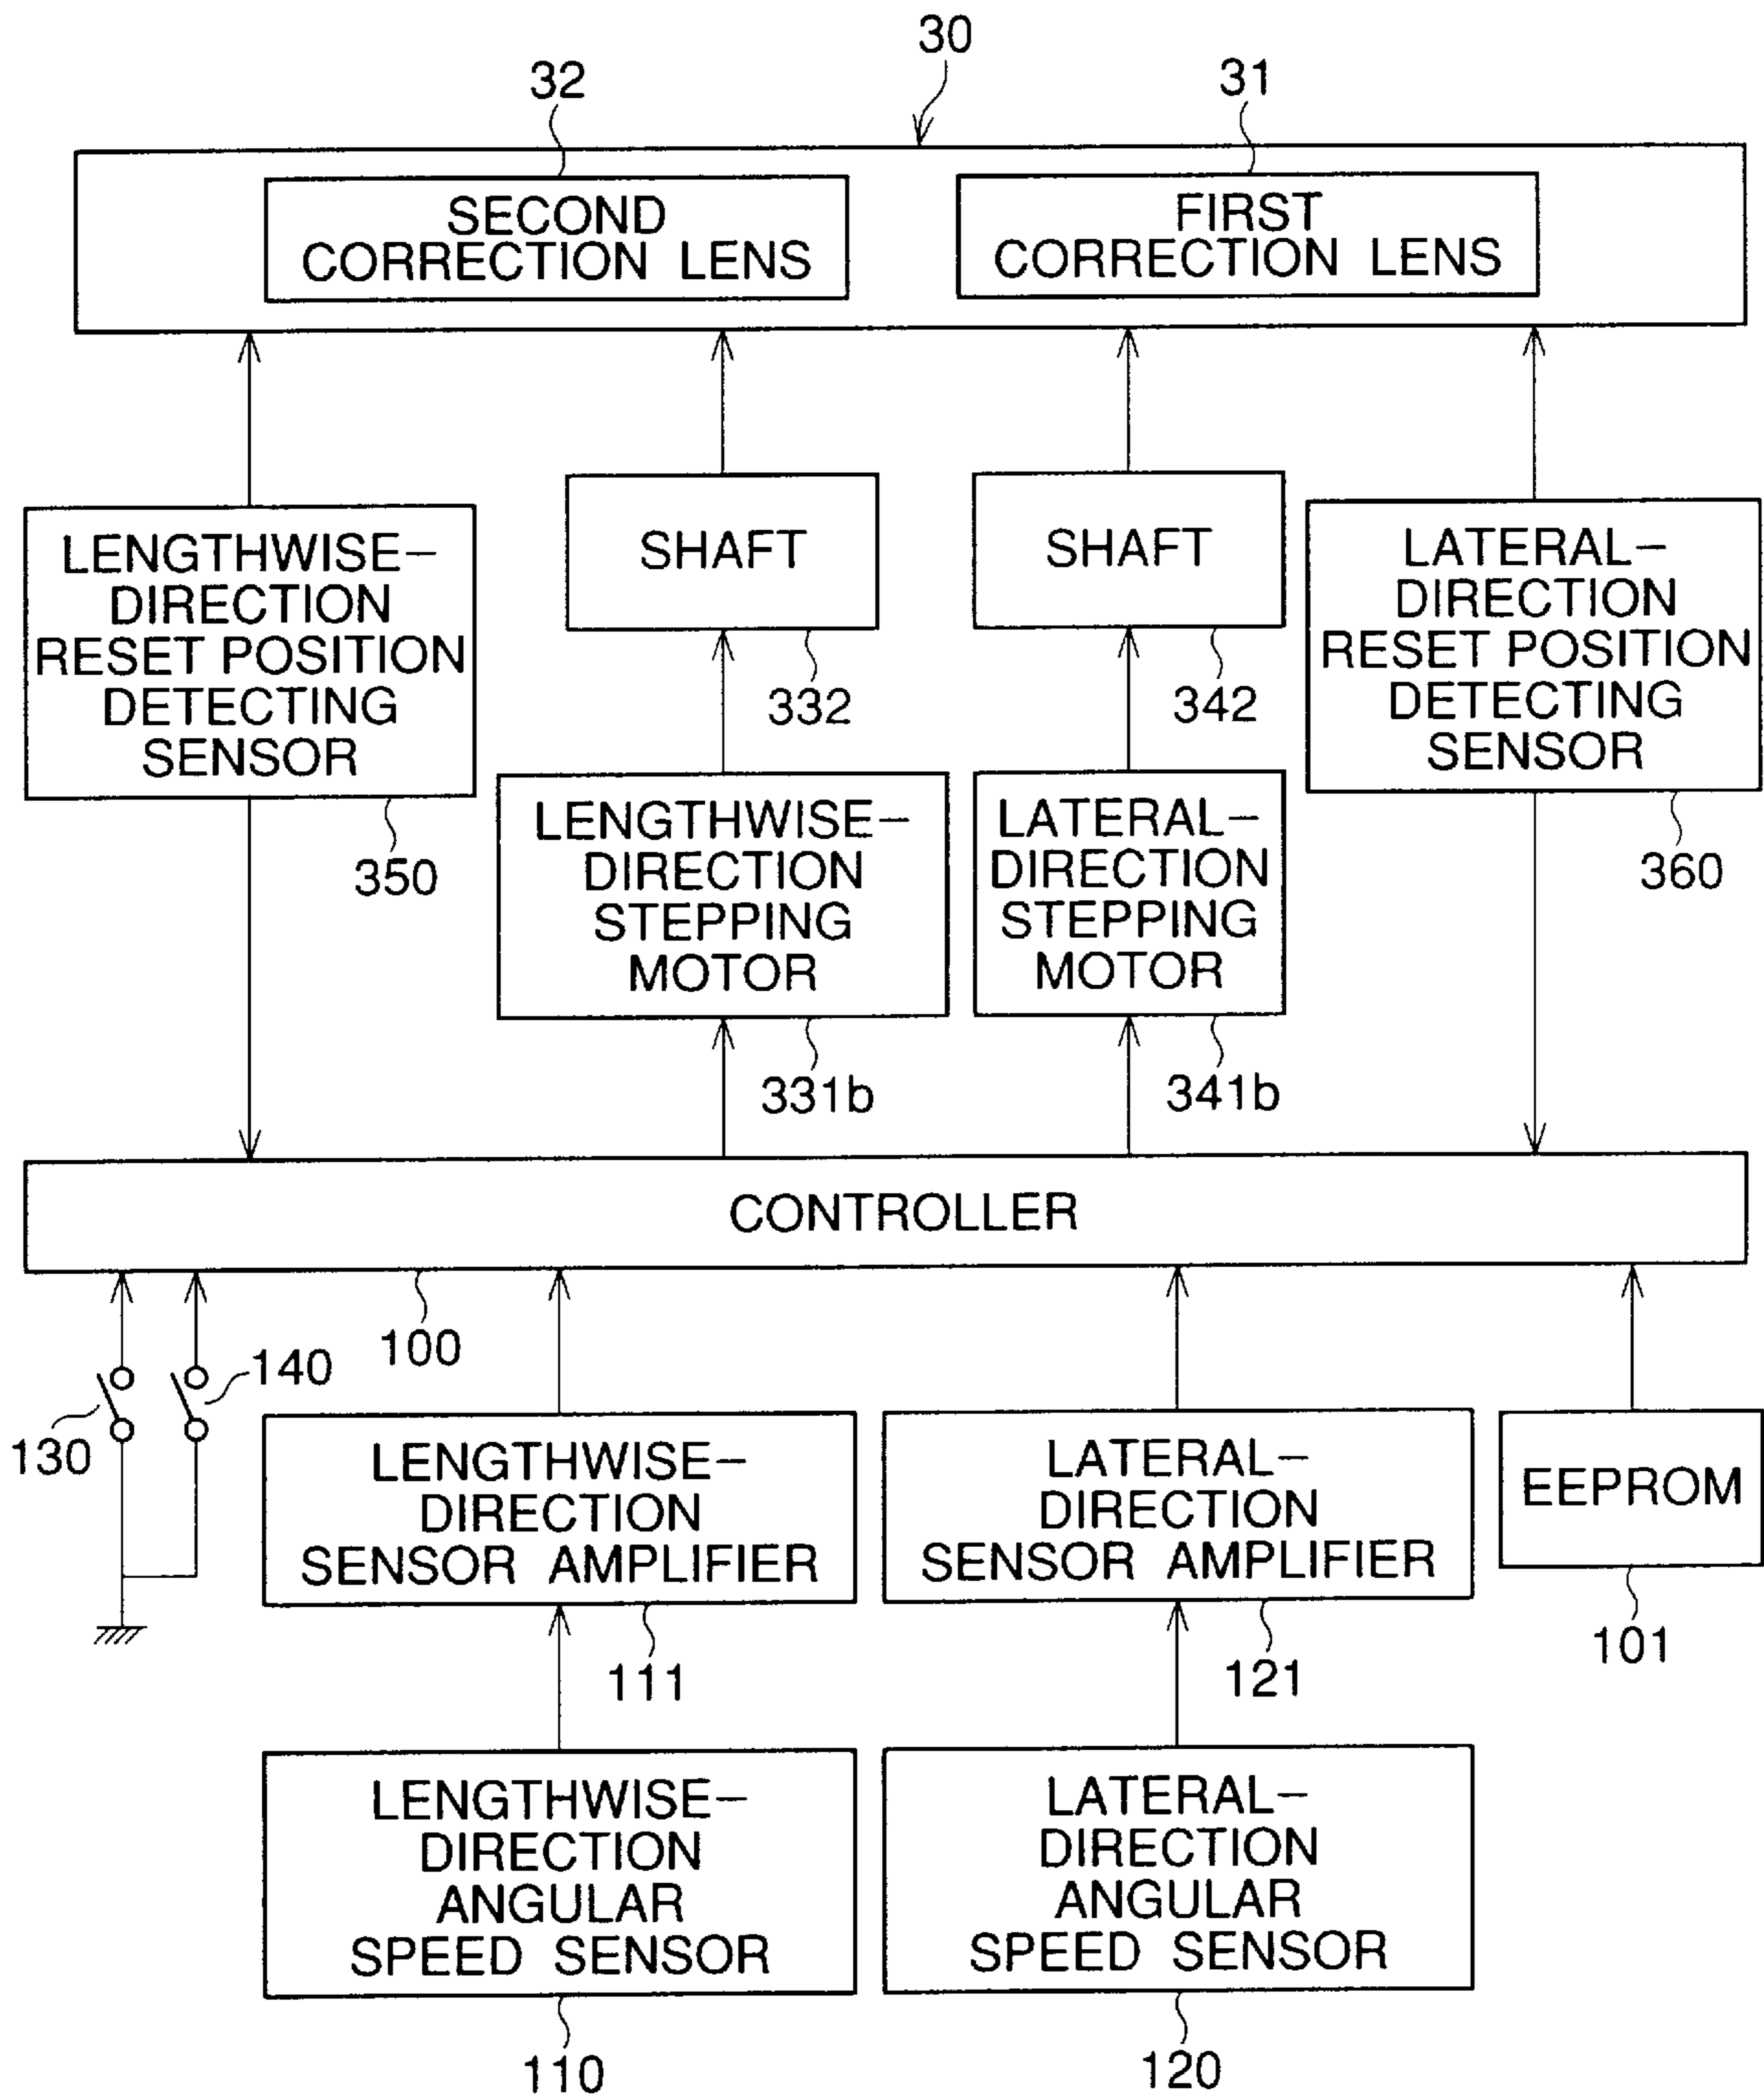 30
32
31
SECOND
CORRECTION LENS
FIRST
CORRECTION LENS
LENGTHWISE–
DIRECTION
RESET POSITION
DETECTING
SENSOR
350
SHAFT
332
SHAFT
342
LATERAL–
DIRECTION
RESET POSITION
DETECTING
SENSOR
360
LENGTHWISE–
DIRECTION
STEPPING
MOTOR
331b
LATERAL–
DIRECTION
STEPPING
MOTOR
341b
CONTROLLER
100
130
140
LENGTHWISE–
DIRECTION
SENSOR AMPLIFIER
111
LATERAL–
DIRECTION
SENSOR AMPLIFIER
121
EEPROM
101
LENGTHWISE–
DIRECTION
ANGULAR
SPEED SENSOR
110
LATERAL–
DIRECTION
ANGULAR
SPEED SENSOR
120